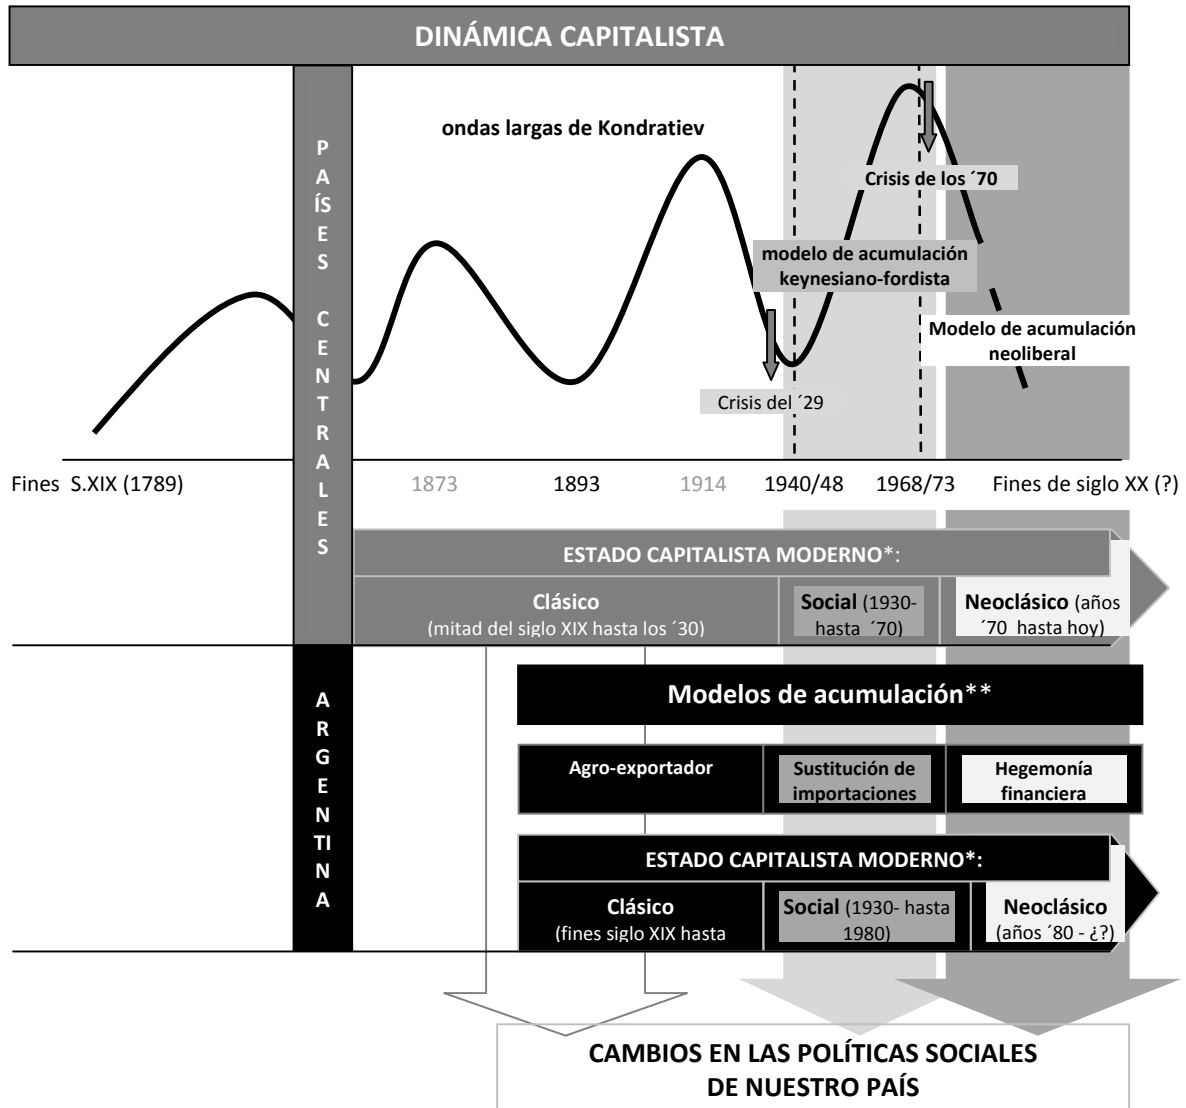 DINÁMICA CAPITALISTA
PAÍSES CENTRALES
ondas largas de Kondratiev
Crisis de los ´70
modelo de acumulación
keynesiano-fordista
Modelo de acumulación
neoliberal
Crisis del ´29
Fines S.XIX (1789)
1873
1893
1914
1940/48
1968/73
Fines de siglo XX (?)
ESTADO CAPITALISTA MODERNO*:
Clásico
(mitad del siglo XIX hasta los ´30)
Social (1930-
hasta ´70)
Neoclásico (años
´70 hasta hoy)
ARGENTINA
Modelos de acumulación**
Agro-exportador
Sustitución de
importaciones
Hegemonía
financiera
ESTADO CAPITALISTA MODERNO*:
Clásico
(fines siglo XIX hasta
Social (1930- hasta
1980)
Neoclásico
(años ´80 - ¿?)
CAMBIOS EN LAS POLÍTICAS SOCIALES
DE NUESTRO PAÍS